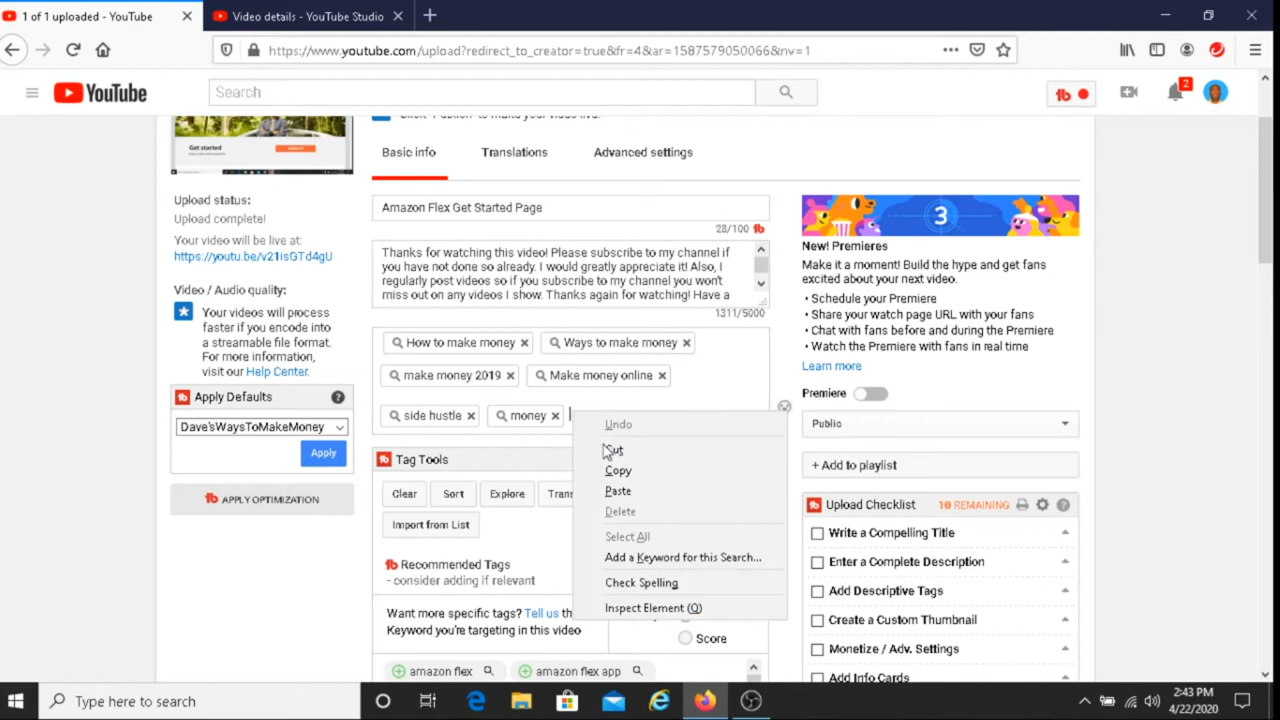 1 of 1 uploaded - YouTube
Video details - YouTube Studio
https://www.youtube.com/upload?redirect_to_creator=true&fr=4&ar=1587579050066&nv=1
YouTube
Search
2
Get started
Basic info
Translations
Advanced settings
Upload status:
Upload complete!
Your video will be live at:
https://youtu.be/v21isGTd4gU
Video / Audio quality:
Your videos will process
faster if you encode into
a streamable file format.
For more information,
visit our Help Center.
Apply Defaults
Dave'sWaysToMakeMoney
Apply
APPLY OPTIMIZATION
Amazon Flex Get Started Page
28/100
Thanks for watching this video! Please subscribe to my channel if
you have not done so already. I would greatly appreciate it! Also, I
regularly post videos so if you subscribe to my channel you won't
miss out on any videos I show. Thanks again for watching! Have a
1311/5000
How to make money
Ways to make money
make money 2019
Make money online
side hustle
money
Tag Tools
Clear
Sort
Explore
Trans
Import from List
Recommended Tags
- consider adding if relevant
Want more specific tags? Tell us th
Keyword you're targeting in this video
Score
amazon flex
amazon flex app
Undo
Cut
Copy
Paste
Delete
Select All
Add a Keyword for this Search...
Check Spelling
Inspect Element (Q)
3
New! Premieres
Make it a moment! Build the hype and get fans
excited about your next video.
• Schedule your Premiere
• Share your watch page URL with your fans
• Chat with fans before and during the Premiere
• Watch the Premiere with fans in real time
Learn more
Premiere
Public
+ Add to playlist
Upload Checklist
10 REMAINING
Write a Compelling Title
Enter a Complete Description
Add Descriptive Tags
Create a Custom Thumbnail
Monetize / Adv. Settings
Add Info Cards
Type here to search
2:43 PM
4/22/2020